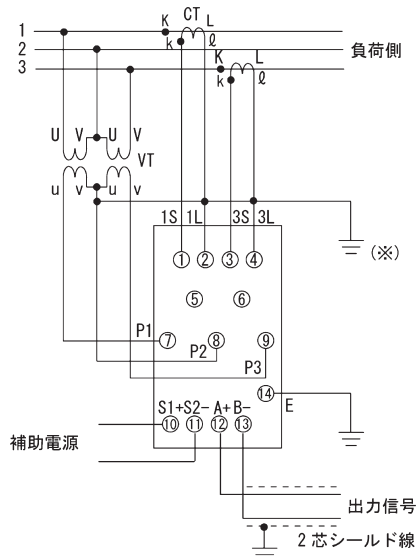 CT
K L
1
k ℓ
2
負荷側
3
K L
k ℓ
U V U V
VT
u v u v
1S 1L 3S 3L
(※)
① ② ③ ④
⑤ ⑥
P1 ⑦ P2 ⑧ P3 ⑨
⑭ E
S1+ S2- A+ B-
⑩ ⑪ ⑫ ⑬
補助電源
出力信号
2芯シールド線